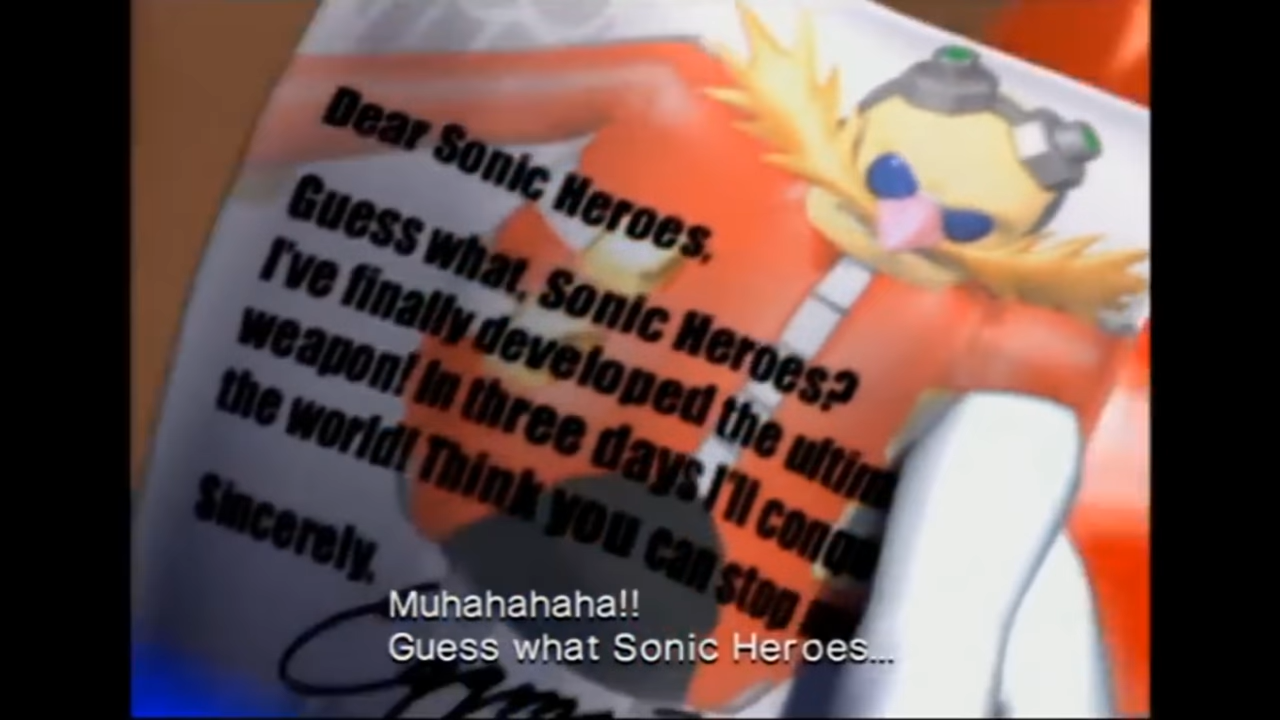 Dear Sonic Heroes,
Guess what, Sonic Heroes?
I've finally developed the
weapon! In three days I'll
the world! Think you can stop
Sincerely,
Muhahahaha!!
Guess what Sonic Heroes...